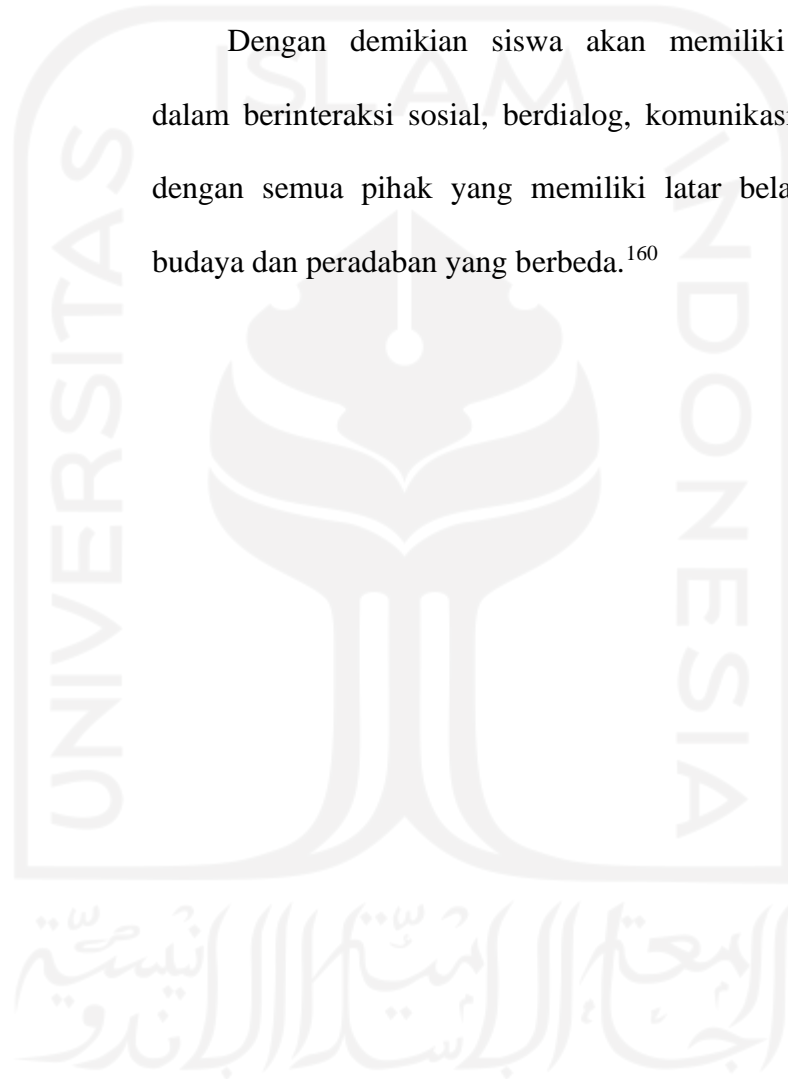 Dengan demikian siswa akan memiliki
dalam berinteraksi sosial, berdialog, komunikasi
dengan semua pihak yang memiliki latar bela
budaya dan peradaban yang berbeda.160
ISLAM
UNIVERSITAS
INDONESIA